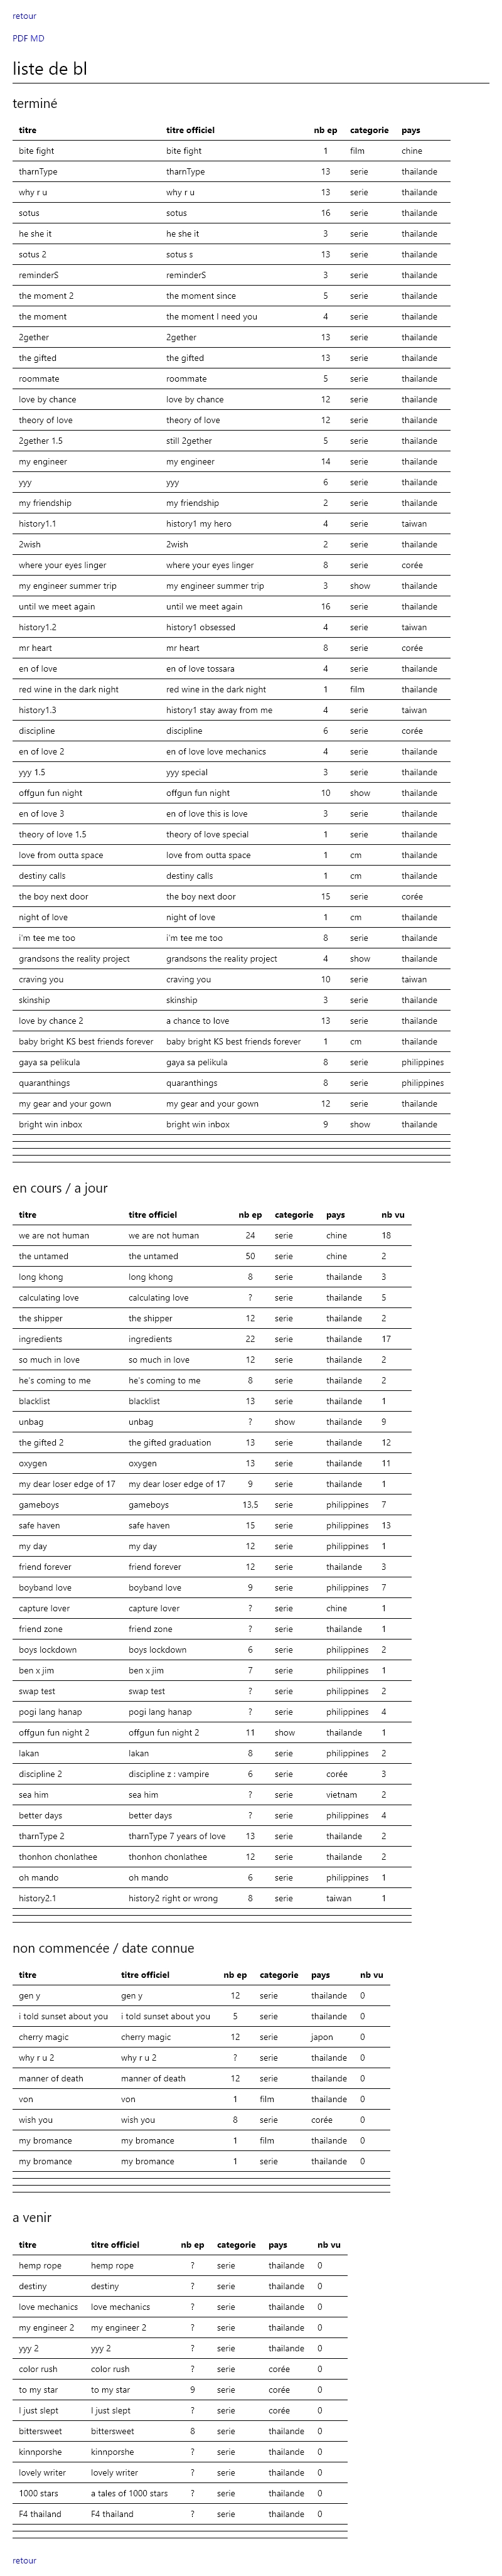 retour
PDF MD
liste de bl
terminé
titre titre officiel nb ep categorie pays
bite fight bite fight 1 film chine
tharnType tharnType 13 serie thailande
why r u why r u 13 serie thailande
sotus sotus 16 serie thailande
he she it he she it 3 serie thailande
sotus 2 sotus s 13 serie thailande
reminderS reminderS 3 serie thailande
the moment 2 the moment since 5 serie thailande
the moment the moment I need you 4 serie thailande
2gether 2gether 13 serie thailande
the gifted the gifted 13 serie thailande
roommate roommate 5 serie thailande
love by chance love by chance 12 serie thailande
theory of love theory of love 12 serie thailande
2gether 1.5 still 2gether 5 serie thailande
my engineer my engineer 14 serie thailande
yyy yyy 6 serie thailande
my friendship my friendship 2 serie thailande
history1.1 history1 my hero 4 serie taiwan
2wish 2wish 2 serie thailande
where your eyes linger where your eyes linger 8 serie corée
my engineer summer trip my engineer summer trip 3 show thailande
until we meet again until we meet again 16 serie thailande
history1.2 history1 obsessed 4 serie taiwan
mr heart mr heart 8 serie corée
en of love en of love tossara 4 serie thailande
red wine in the dark night red wine in the dark night 1 film thailande
history1.3 history1 stay away from me 4 serie taiwan
discipline discipline 6 serie corée
en of love 2 en of love love mechanics 4 serie thailande
yyy 1.5 yyy special 3 serie thailande
offgun fun night offgun fun night 10 show thailande
en of love 3 en of love this is love 3 serie thailande
theory of love 1.5 theory of love special 1 serie thailande
love from outta space love from outta space 1 cm thailande
destiny calls destiny calls 1 cm thailande
the boy next door the boy next door 15 serie corée
night of love night of love 1 cm thailande
i'm tee me too i'm tee me too 8 serie thailande
grandsons the reality project grandsons the reality project 4 show thailande
craving you craving you 10 serie taiwan
skinship skinship 3 serie thailande
love by chance 2 a chance to love 13 serie thailande
baby bright KS best friends forever baby bright KS best friends forever 1 cm thailande
gaya sa pelikula gaya sa pelikula 8 serie philippines
quaranthings quaranthings 8 serie philippines
my gear and your gown my gear and your gown 12 serie thailande
bright win inbox bright win inbox 9 show thailande
en cours / a jour
titre titre officiel nb ep categorie pays nb vu
we are not human we are not human 24 serie chine 18
the untamed the untamed 50 serie chine 2
long khong long khong 8 serie thailande 3
calculating love calculating love ? serie thailande 5
the shipper the shipper 12 serie thailande 2
ingredients ingredients 22 serie thailande 17
so much in love so much in love 12 serie thailande 2
he's coming to me he's coming to me 8 serie thailande 2
blacklist blacklist 13 serie thailande 1
unbag unbag ? show thailande 9
the gifted 2 the gifted graduation 13 serie thailande 12
oxygen oxygen 13 serie thailande 11
my dear loser edge of 17 my dear loser edge of 17 9 serie thailande 1
gameboys gameboys 13,5 serie philippines 7
safe haven safe haven 15 serie philippines 13
my day my day 12 serie philippines 1
friend forever friend forever 12 serie thailande 3
boyband love boyband love 9 serie philippines 7
capture lover capture lover ? serie chine 1
friend zone friend zone ? serie thailande 1
boys lockdown boys lockdown 6 serie philippines 2
ben x jim ben x jim 7 serie philippines 1
swap test swap test ? serie philippines 2
pogi lang hanap pogi lang hanap ? serie philippines 4
offgun fun night 2 offgun fun night 2 11 show thailande 1
lakan lakan 8 serie philippines 2
discipline 2 discipline z : vampire 6 serie corée 3
sea him sea him ? serie vietnam 2
better days better days ? serie philippines 4
tharnType 2 tharnType 7 years of love 13 serie thailande 2
thonhon chonlathee thonhon chonlathee 12 serie thailande 2
oh mando oh mando 6 serie philippines 1
history2.1 history2 right or wrong 8 serie taiwan 1
non commencée / date connue
titre titre officiel nb ep categorie pays nb vu
gen y gen y 12 serie thailande 0
i told sunset about you i told sunset about you 5 serie thailande 0
cherry magic cherry magic 12 serie japon 0
why r u 2 why r u 2 ? serie thailande 0
manner of death manner of death 12 serie thailande 0
von von 1 film thailande 0
wish you wish you 8 serie corée 0
my bromance my bromance 1 film thailande 0
my bromance my bromance 1 serie thailande 0
a venir
titre titre officiel nb ep categorie pays nb vu
hemp rope hemp rope ? serie thailande 0
destiny destiny ? serie thailande 0
love mechanics love mechanics ? serie thailande 0
my engineer 2 my engineer 2 ? serie thailande 0
yyy 2 yyy 2 ? serie thailande 0
color rush color rush ? serie corée 0
to my star to my star 9 serie corée 0
I just slept I just slept ? serie corée 0
bittersweet bittersweet 8 serie thailande 0
kinnporshe kinnporshe ? serie thailande 0
lovely writer lovely writer ? serie thailande 0
1000 stars a tales of 1000 stars ? serie thailande 0
F4 thailand F4 thailand ? serie thailande 0
retour